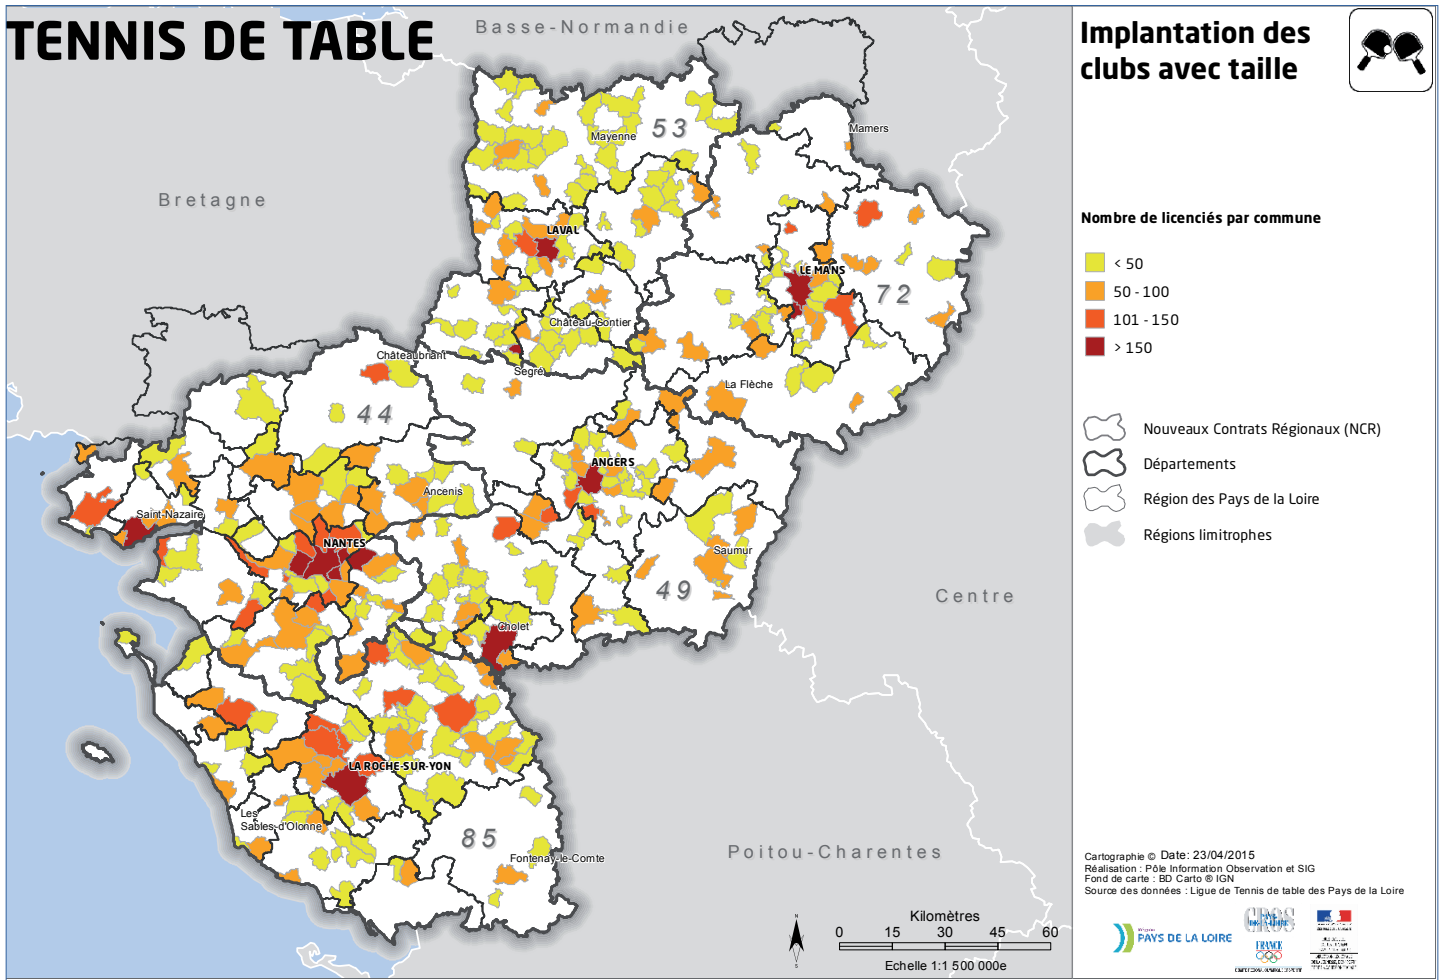 TENNIS DE TABLE
Basse-Normandie
Implantation des
clubs avec taille
53
Mayenne
Mamers
Bretagne
Nombre de licenciés par commune
LAVAL
< 50
LE MANS
50 - 100
72
101 - 150
Château-Gontier
> 150
Châteaubriant
Segré
La Flèche
44
Nouveaux Contrats Régionaux (NCR)
ANGERS
Départements
Ancenis
Région des Pays de la Loire
Saint-Nazaire
Régions limitrophes
NANTES
Saumur
49
Centre
Cholet
LA ROCHE-SUR-YON
Les
Sables-d'Olonne
85
Poitou-Charentes
Fontenay-le-Comte
Cartographie © Date: 23/04/2015
Réalisation : Pôle Information Observation et SIG
Fond de carte : BD Carto ® IGN
Source des données : Ligue de Tennis de table des Pays de la Loire
Kilomètres
0 15 30 45 60
Echelle 1:1 500 000e
N
S
PAYS DE LA LOIRE
CROS
FRANCE